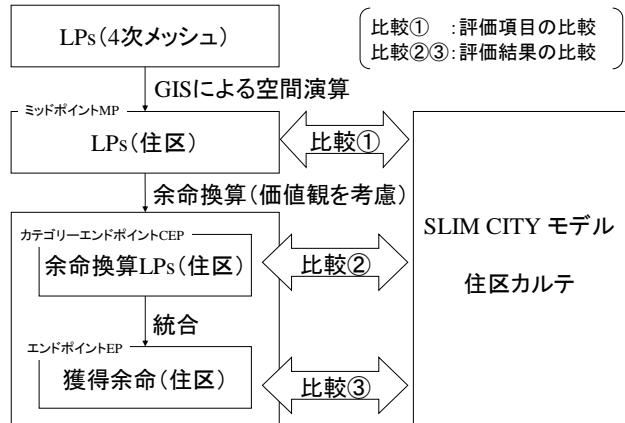 LPs(4次メッシュ)
比較① :評価項目の比較
比較②③:評価結果の比較
GISによる空間演算
ミッドポイントMP
LPs(住区)
比較①
余命換算(価値観を考慮)
SLIM CITY モデル
住区カルテ
カテゴリーエンドポイントCEP
余命換算LPs(住区)
比較②
統合
エンドポイントEP
獲得余命(住区)
比較③